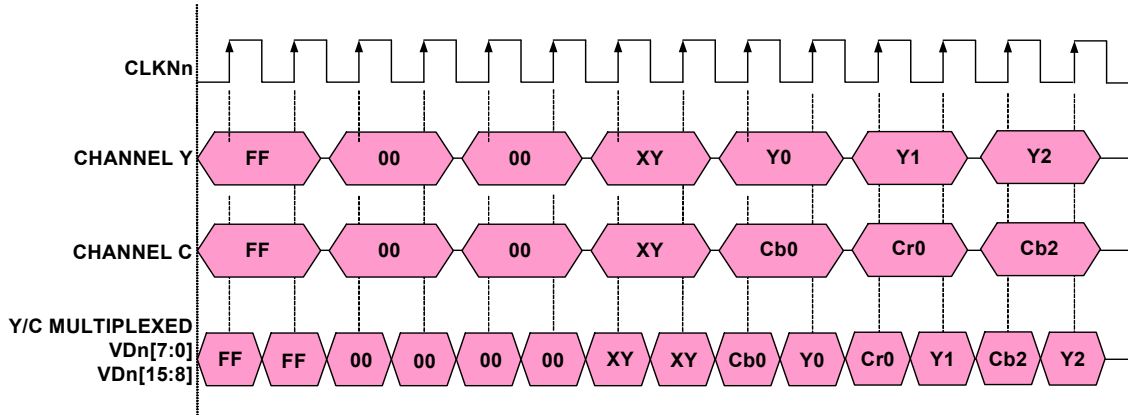 CLKNn
CHANNEL Y FF 00 00 XY Y0 Y1 Y2
CHANNEL C FF 00 00 XY Cb0 Cr0 Cb2
Y/C MULTIPLEXED
VDn[7:0]
VDn[15:8]
FF FF 00 00 00 00 XY XY Cb0 Y0 Cr0 Y1 Cb2 Y2